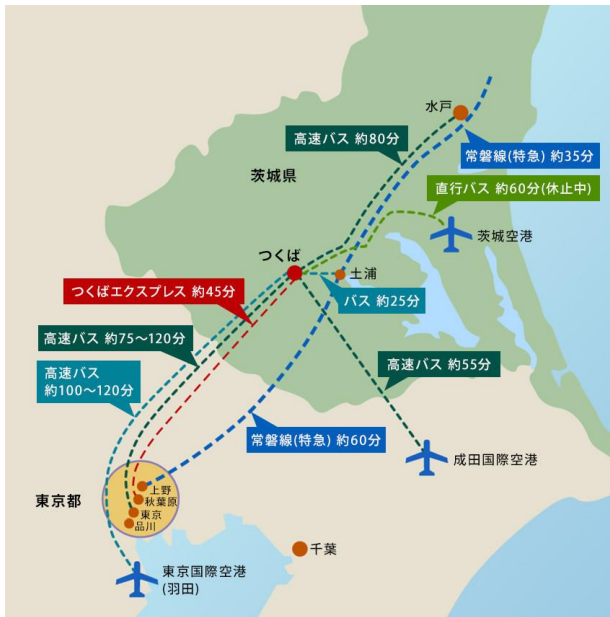 水戸
高速バス 約80分
常磐線(特急) 約35分
茨城県
直行バス 約60分(休止中)
茨城空港
つくば
土浦
つくばエクスプレス 約45分
バス 約25分
高速バス 約75〜120分
高速バス
約100〜120分
高速バス 約55分
常磐線(特急) 約60分
成田国際空港
東京都
上野
秋葉原
東京
品川
千葉
東京国際空港
(羽田)